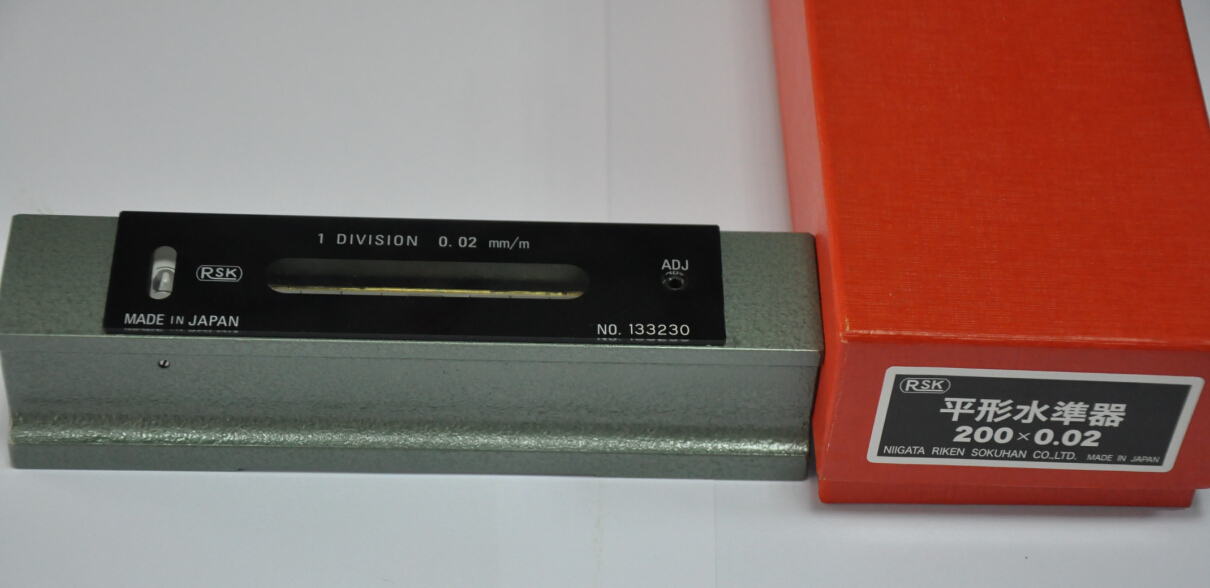 1 DIVISION 0.02 mm/m
RSK
ADJ
MADE IN JAPAN
NO. 133230
RSK
平形水準器
200×0.02
NIIGATA RIKEN SOKUHAN CO.,LTD. MADE IN JAPAN